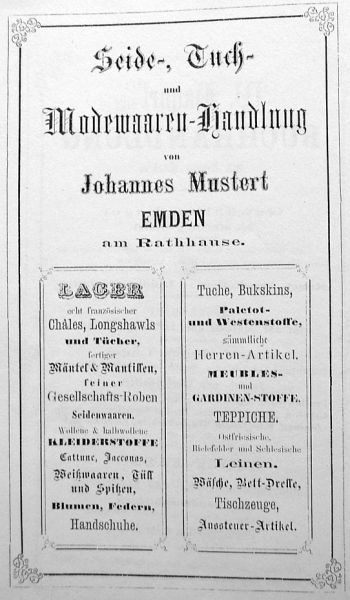 Seide-, Tuch-
und
Modewaaren-Handlung
von
Johannes Mustert
EMDEN
am Rathhause.
LAGER
echt französischer
Châles, Longshawls
und Tücher,
fertiger
Mäntel & Mantillen,
feiner
Gesellschafts-Roben
Seidenwaaren.
Wollene & halbwollene
KLEIDERSTOFFE
Cattune, Jacconas,
Weißwaaren, Tüll
und Spitzen,
Blumen, Federn,
Handschuhe.
Tuche, Bukskins,
Paletot-
und Westenstoffe,
sämmtliche
Herren-Artikel.
MEUBLES-
und
GARDINEN-STOFFE.
TEPPICHE.
Ostfriesische,
Bielefelder und Schlesische
Leinen.
Wäsche, Bett-Drelle,
Tischzeuge,
Aussteuer-Artikel.